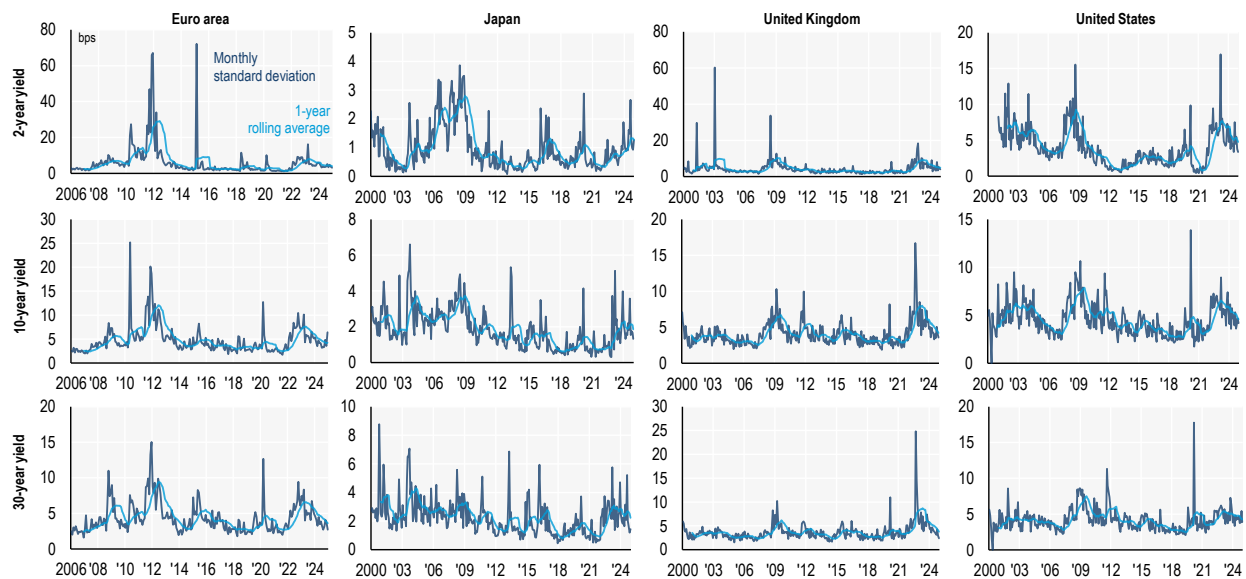 Euro area
Japan
United Kingdom
United States
2-year yield
bps
Monthly
standard deviation
1-year
rolling average
80
60
40
20
0
2006 '08 '10 '12 '14 '16 '18 '20 '22 '24
5
4
3
2
1
0
2000 '03 '06 '09 '12 '15 '18 '21 '24
80
60
40
20
0
2000 '03 '06 '09 '12 '15 '18 '21 '24
20
15
10
5
0
2000 '03 '06 '09 '12 '15 '18 '21 '24
10-year yield
30
25
20
15
10
5
0
2006 '08 '10 '12 '14 '16 '18 '20 '22 '24
8
6
4
2
0
2000 '03 '06 '09 '12 '15 '18 '21 '24
20
15
10
5
0
2000 '03 '06 '09 '12 '15 '18 '21 '24
15
10
5
0
2000 '03 '06 '09 '12 '15 '18 '21 '24
30-year yield
20
15
10
5
0
2006 '08 '10 '12 '14 '16 '18 '20 '22 '24
10
8
6
4
2
0
2000 '03 '06 '09 '12 '15 '18 '21 '24
30
25
20
15
10
5
0
2000 '03 '06 '09 '12 '15 '18 '21 '24
20
15
10
5
0
2000 '03 '06 '09 '12 '15 '18 '21 '24